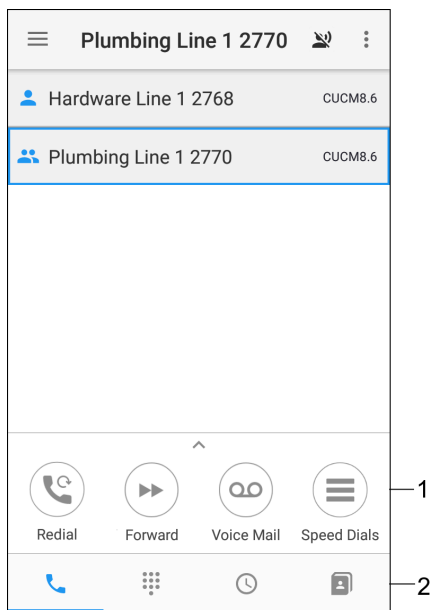 Plumbing Line 1 2770
Hardware Line 1 2768 CUCM8.6
Plumbing Line 1 2770 CUCM8.6
1
Redial Forward Voice Mail Speed Dials
2